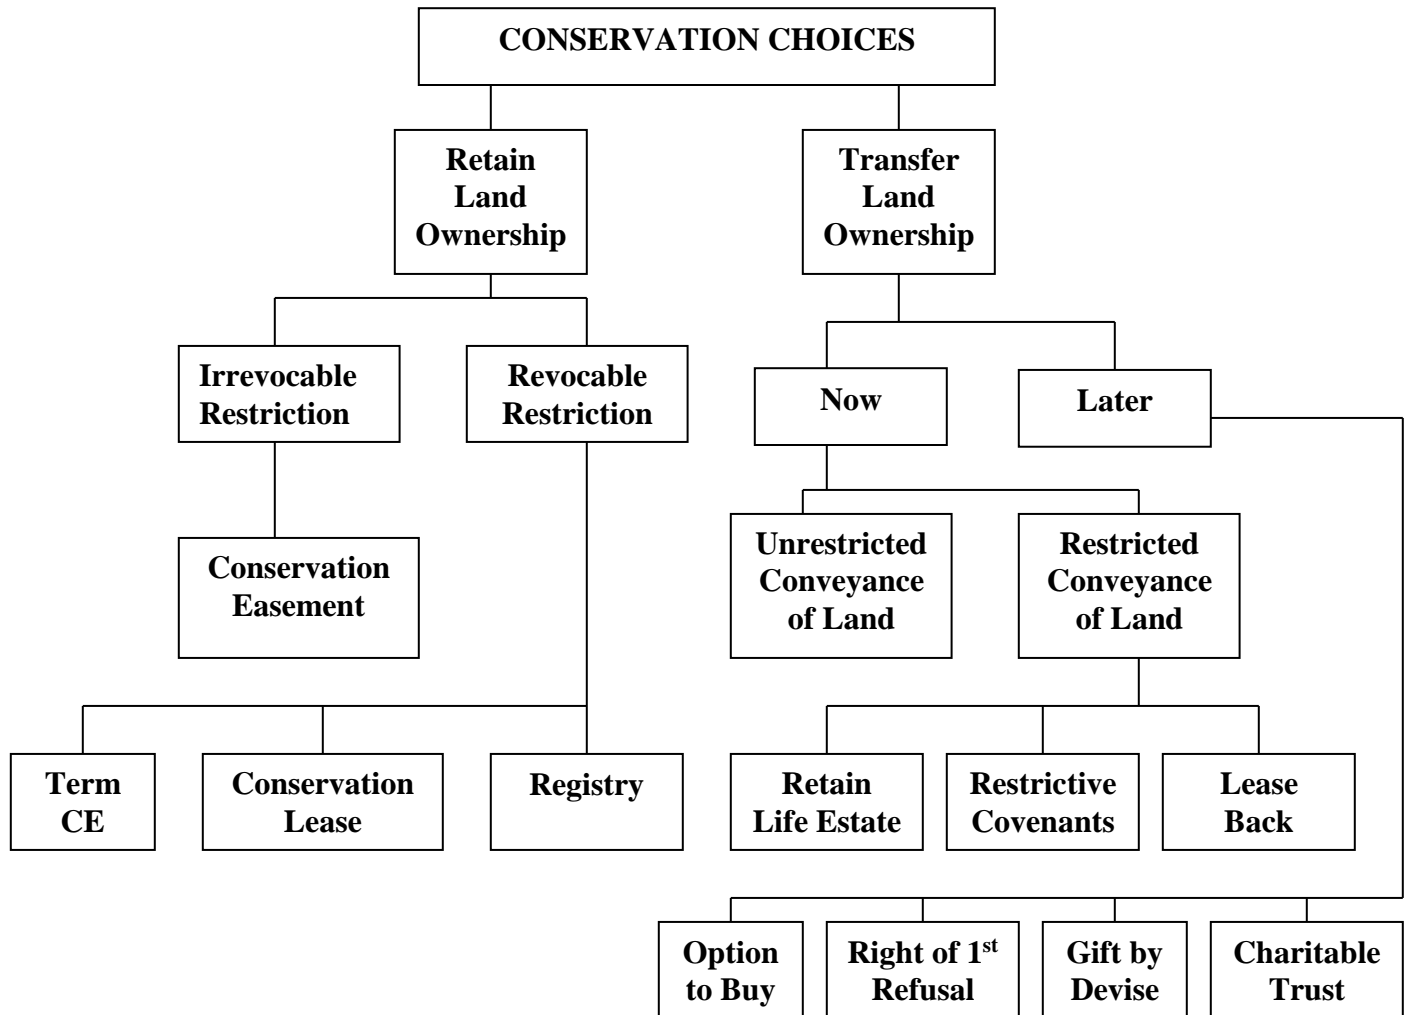 CONSERVATION CHOICES
Retain
Land
Ownership
Transfer
Land
Ownership
Irrevocable
Restriction
Revocable
Restriction
Now
Later
Conservation
Easement
Unrestricted
Conveyance
of Land
Restricted
Conveyance
of Land
Term
CE
Conservation
Lease
Registry
Retain
Life Estate
Restrictive
Covenants
Lease
Back
Option
to Buy
Right of 1st
Refusal
Gift by
Devise
Charitable
Trust